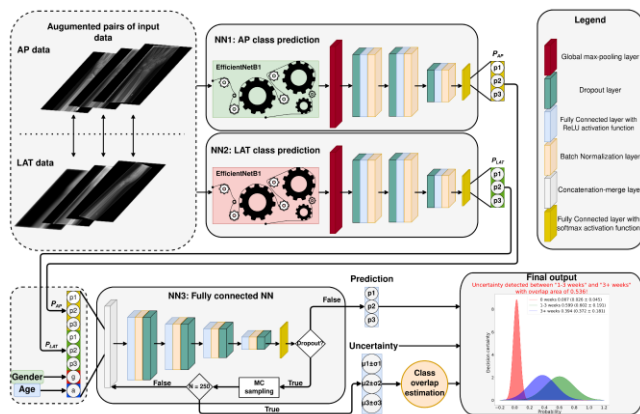 Augumented pairs of input
data
AP data
LAT data
NN1: AP class prediction
EfficientNetB1
P_AP
p1
p2
p3
NN2: LAT class prediction
EfficientNetB1
P_LAT
p1
p2
p3
Legend
Global max-pooling layer
Dropout layer
Fully Connected layer with
ReLU activation function
Batch Normalization layer
Concatenation-merge layer
Fully Connected layer with
softmax activation function
P_AP
P_LAT
p1
p2
p3
p1
p2
p3
Gender
g
Age
a
NN3: Fully connected NN
Dropout?
False
True
MC
sampling
N = 250
False
True
Prediction
p1
p2
p3
Uncertainty
μ1±σ1
μ2±σ2
μ3±σ3
Class
overlap
estimation
Final output
Uncertainty detected between "1-3 weeks" and "3+ weeks"
with overlap area of 0.536!
Decision certainty
Probability